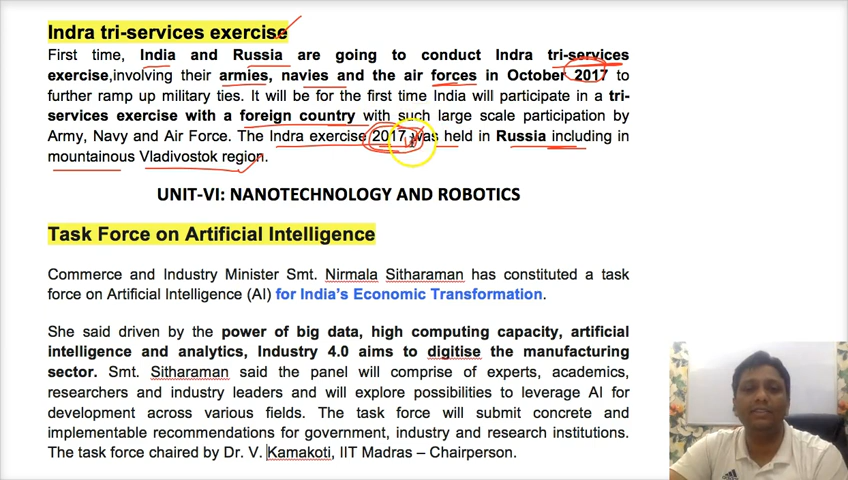 Indra tri-services exercise
First time, India and Russia are going to conduct Indra tri-services
exercise,involving their armies, navies and the air forces in October 2017 to
further ramp up military ties. It will be for the first time India will participate in a tri-
services exercise with a foreign country with such large scale participation by
Army, Navy and Air Force. The Indra exercise 2017 was held in Russia including in
mountainous Vladivostok region.
UNIT-VI: NANOTECHNOLOGY AND ROBOTICS
Task Force on Artificial Intelligence
Commerce and Industry Minister Smt. Nirmala Sitharaman has constituted a task
force on Artificial Intelligence (AI) for India's Economic Transformation.
She said driven by the power of big data, high computing capacity, artificial
intelligence and analytics, Industry 4.0 aims to digitise the manufacturing
sector. Smt. Sitharaman said the panel will comprise of experts, academics,
researchers and industry leaders and will explore possibilities to leverage AI for
development across various fields. The task force will submit concrete and
implementable recommendations for government, industry and research institutions.
The task force chaired by Dr. V. Kamakoti, IIT Madras – Chairperson.